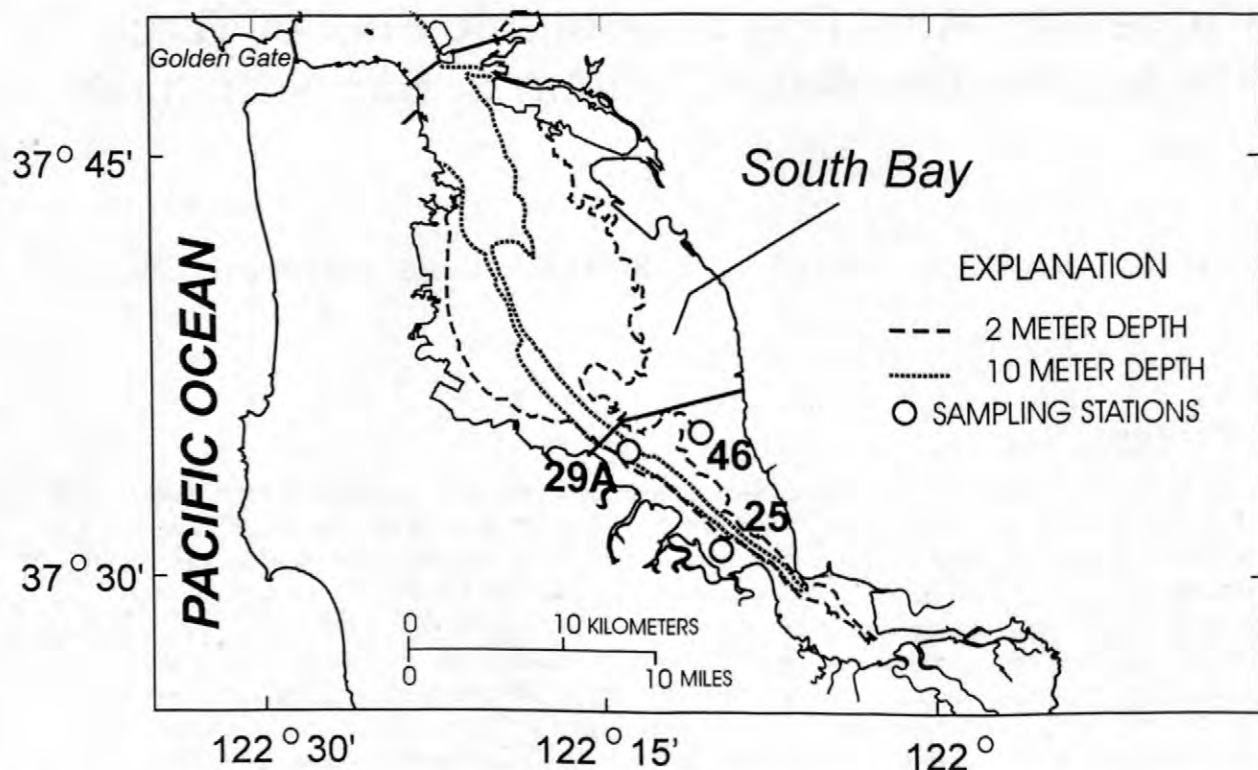 Golden Gate
37° 45'
South Bay
PACIFIC OCEAN
EXPLANATION
2 METER DEPTH
10 METER DEPTH
SAMPLING STATIONS
46
29A
25
37° 30'
0
10 KILOMETERS
0
10 MILES
122° 30'
122° 15'
122°